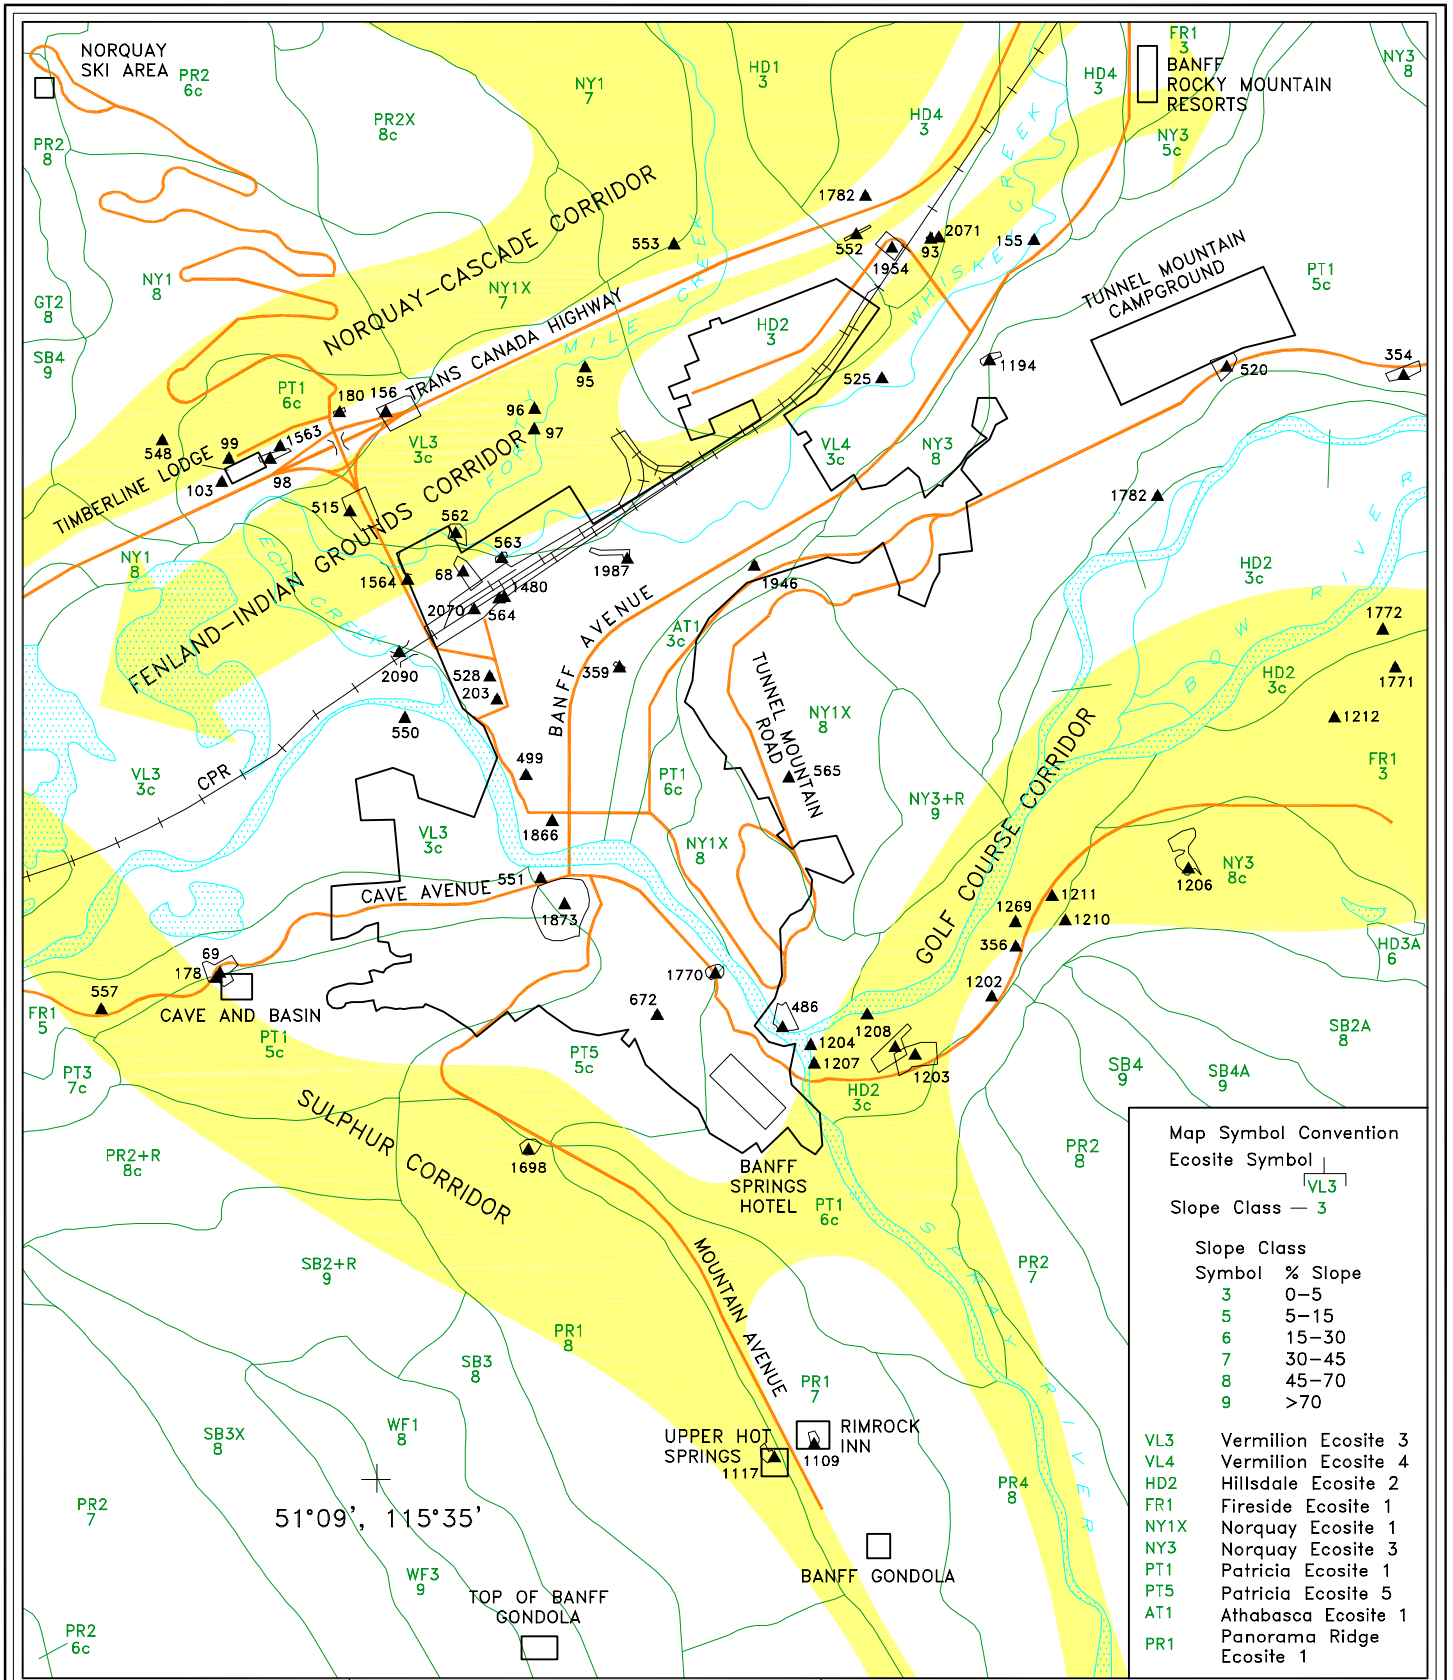 NORQUAY
SKI AREA
PR2
6c
PR2X
8c
NY1
7
HD1
3
HD4
3
HD4
3
FR1
3
BANFF
ROCKY MOUNTAIN
RESORTS
NY3
8
NY3
5c
PR2
8
1782
552
1954
93
2071
155
553
NORQUAY-CASCADE CORRIDOR
NY1
8
GT2
8
SB4
9
NY1X
7
TRANS CANADA HIGHWAY
FORTY MILE CREEK
WHISKEY CREEK
HD2
3
TUNNEL MOUNTAIN
CAMPGROUND
PT1
5c
354
520
1194
525
95
96
97
PT1
6c
180
156
VL3
3c
548
99
1563
TIMBERLINE LODGE
103
98
515
VL4
3c
NY3
8
1782
NY1
8
ECHO CREEK
FENLAND-INDIAN GROUNDS CORRIDOR
562
563
68
1564
1480
2070
564
1987
1946
HD2
3c
BOW RIVER
1772
1771
HD2
3c
1212
FR1
3
AT1
3c
2090
528
203
359
BANFF AVENUE
TUNNEL MOUNTAIN
ROAD
NY1X
8
550
499
565
PT1
6c
VL3
3c
CPR
NY3+R
9
GOLF COURSE CORRIDOR
1866
VL3
3c
NY1X
8
NY3
8c
1206
CAVE AVENUE
551
1873
1211
1269
1210
356
1202
HD3A
6
69
178
557
FR1
5
CAVE AND BASIN
PT1
5c
PT3
7c
1770
672
486
1208
1204
1207
1203
PT5
5c
HD2
3c
SB2A
8
SB4
9
SB4A
9
SULPHUR CORRIDOR
PR2+R
8c
1698
BANFF
SPRINGS
HOTEL
PT1
6c
PR2
8
SPRAY RIVER
PR2
7
SB2+R
9
PR1
8
SB3
8
MOUNTAIN AVENUE
PR1
7
WF1
8
SB3X
8
UPPER HOT
SPRINGS
1117
RIMROCK
INN
1109
PR4
8
PR2
7
51°09', 115°35'
WF3
9
TOP OF BANFF
GONDOLA
BANFF GONDOLA
PR2
6c
Map Symbol Convention
Ecosite Symbol
VL3
Slope Class — 3
Slope Class
Symbol % Slope
3 0-5
5 5-15
6 15-30
7 30-45
8 45-70
9 >70
VL3 Vermilion Ecosite 3
VL4 Vermilion Ecosite 4
HD2 Hillsdale Ecosite 2
FR1 Fireside Ecosite 1
NY1X Norquay Ecosite 1
NY3 Norquay Ecosite 3
PT1 Patricia Ecosite 1
PT5 Patricia Ecosite 5
AT1 Athabasca Ecosite 1
PR1 Panorama Ridge
Ecosite 1